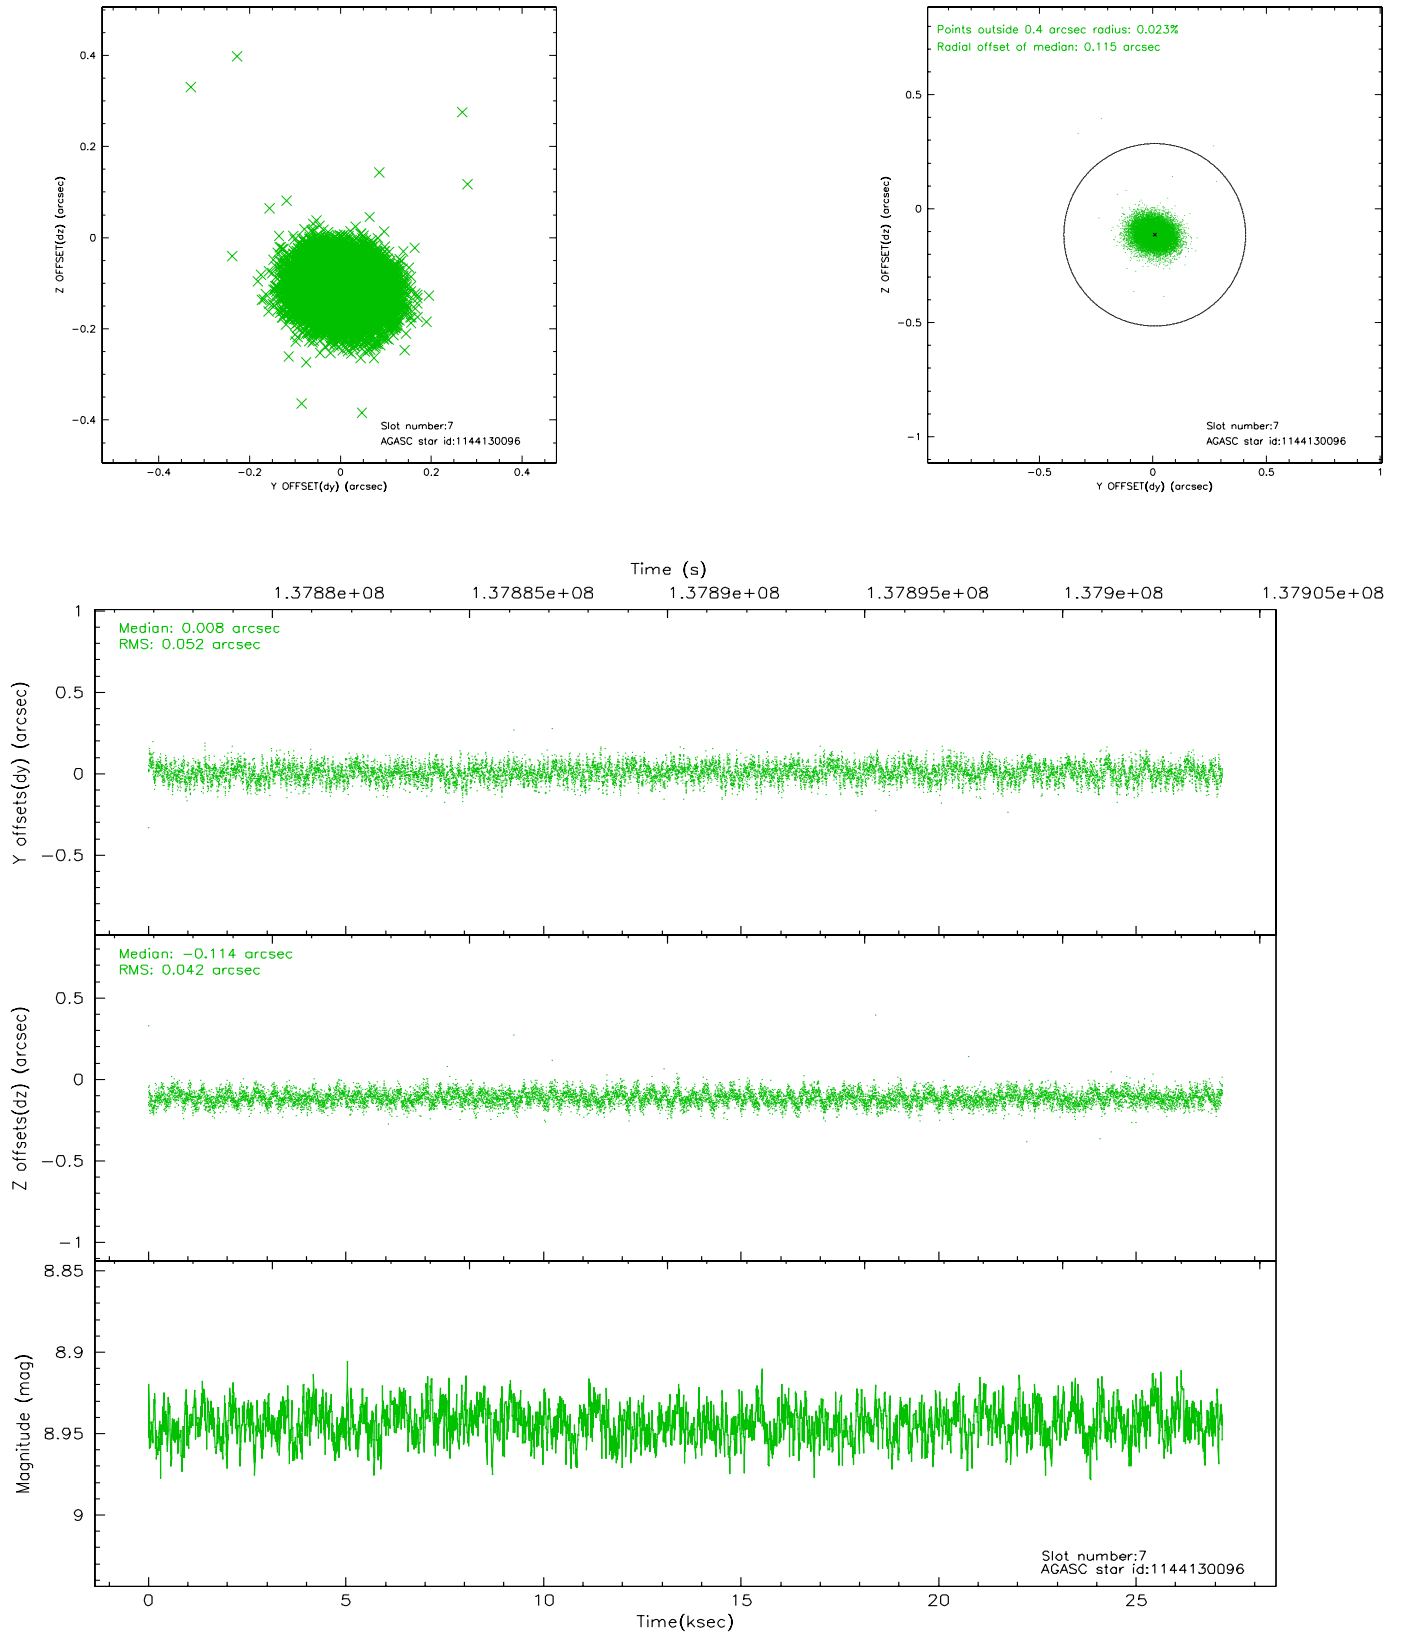 Points outside 0.4 arcsec radius: 0.023%
Radial offset of median: 0.115 arcsec
0.4
0.2
0
−0.2
−0.4
Z OFFSET(dz) (arcsec)
Slot number:7
AGASC star id:1144130096
−0.4
−0.2
0
0.2
0.4
Y OFFSET(dy) (arcsec)
0.5
0
−0.5
−1
Z OFFSET(dz) (arcsec)
Slot number:7
AGASC star id:1144130096
−0.5
0
0.5
1
Y OFFSET(dy) (arcsec)
Time (s)
1.3788e+08
1.37885e+08
1.3789e+08
1.37895e+08
1.379e+08
1.37905e+08
Median: 0.008 arcsec
RMS: 0.052 arcsec
1
0.5
0
−0.5
Y offsets(dy) (arcsec)
Median: −0.114 arcsec
RMS: 0.042 arcsec
0.5
0
−0.5
−1
Z offsets(dz) (arcsec)
8.85
8.9
8.95
9
Magnitude (mag)
Slot number:7
AGASC star id:1144130096
0
5
10
15
20
25
Time(ksec)